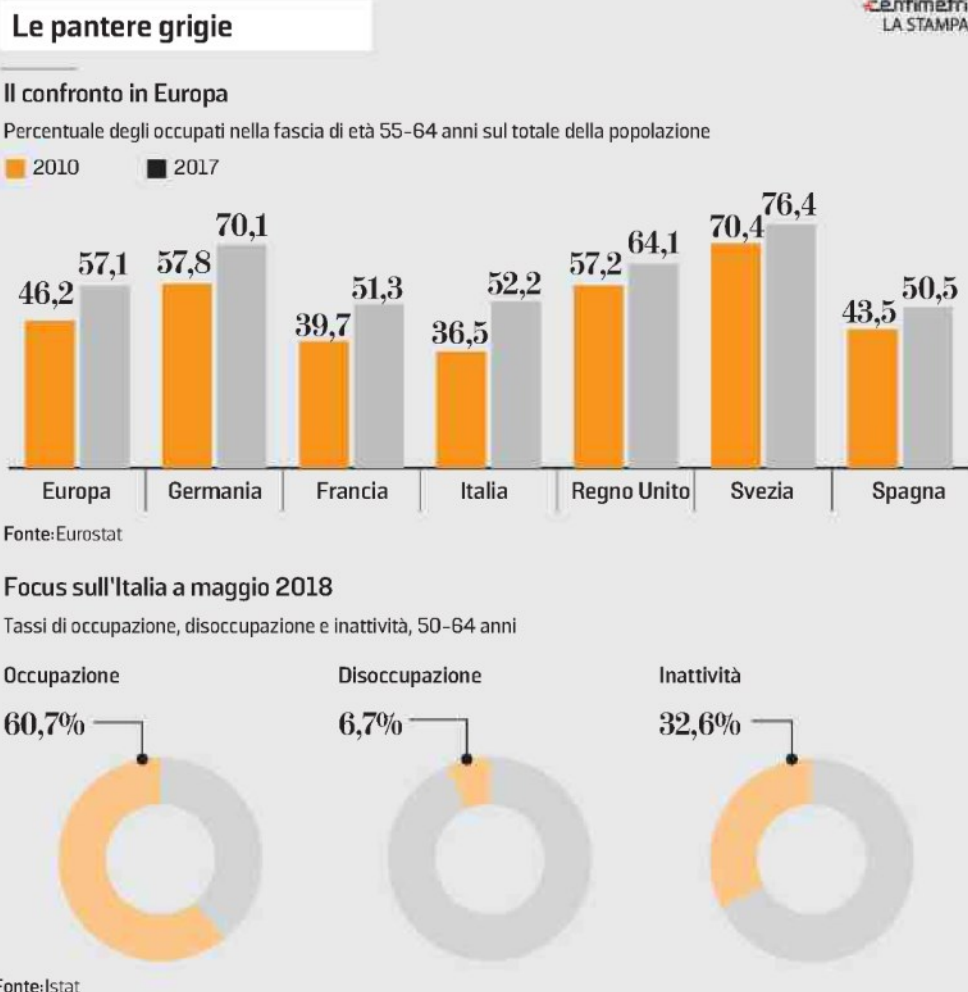 Le pantere grigie
centimetri
LA STAMPA
Il confronto in Europa
Percentuale degli occupati nella fascia di età 55-64 anni sul totale della popolazione
2010 2017
46,2 57,1 57,8 70,1 39,7 51,3 36,5 52,2 57,2 64,1 70,4 76,4 43,5 50,5
Europa Germania Francia Italia Regno Unito Svezia Spagna
Fonte:Eurostat
Focus sull'Italia a maggio 2018
Tassi di occupazione, disoccupazione e inattività, 50-64 anni
Occupazione Disoccupazione Inattività
60,7% 6,7% 32,6%
Fonte:Istat